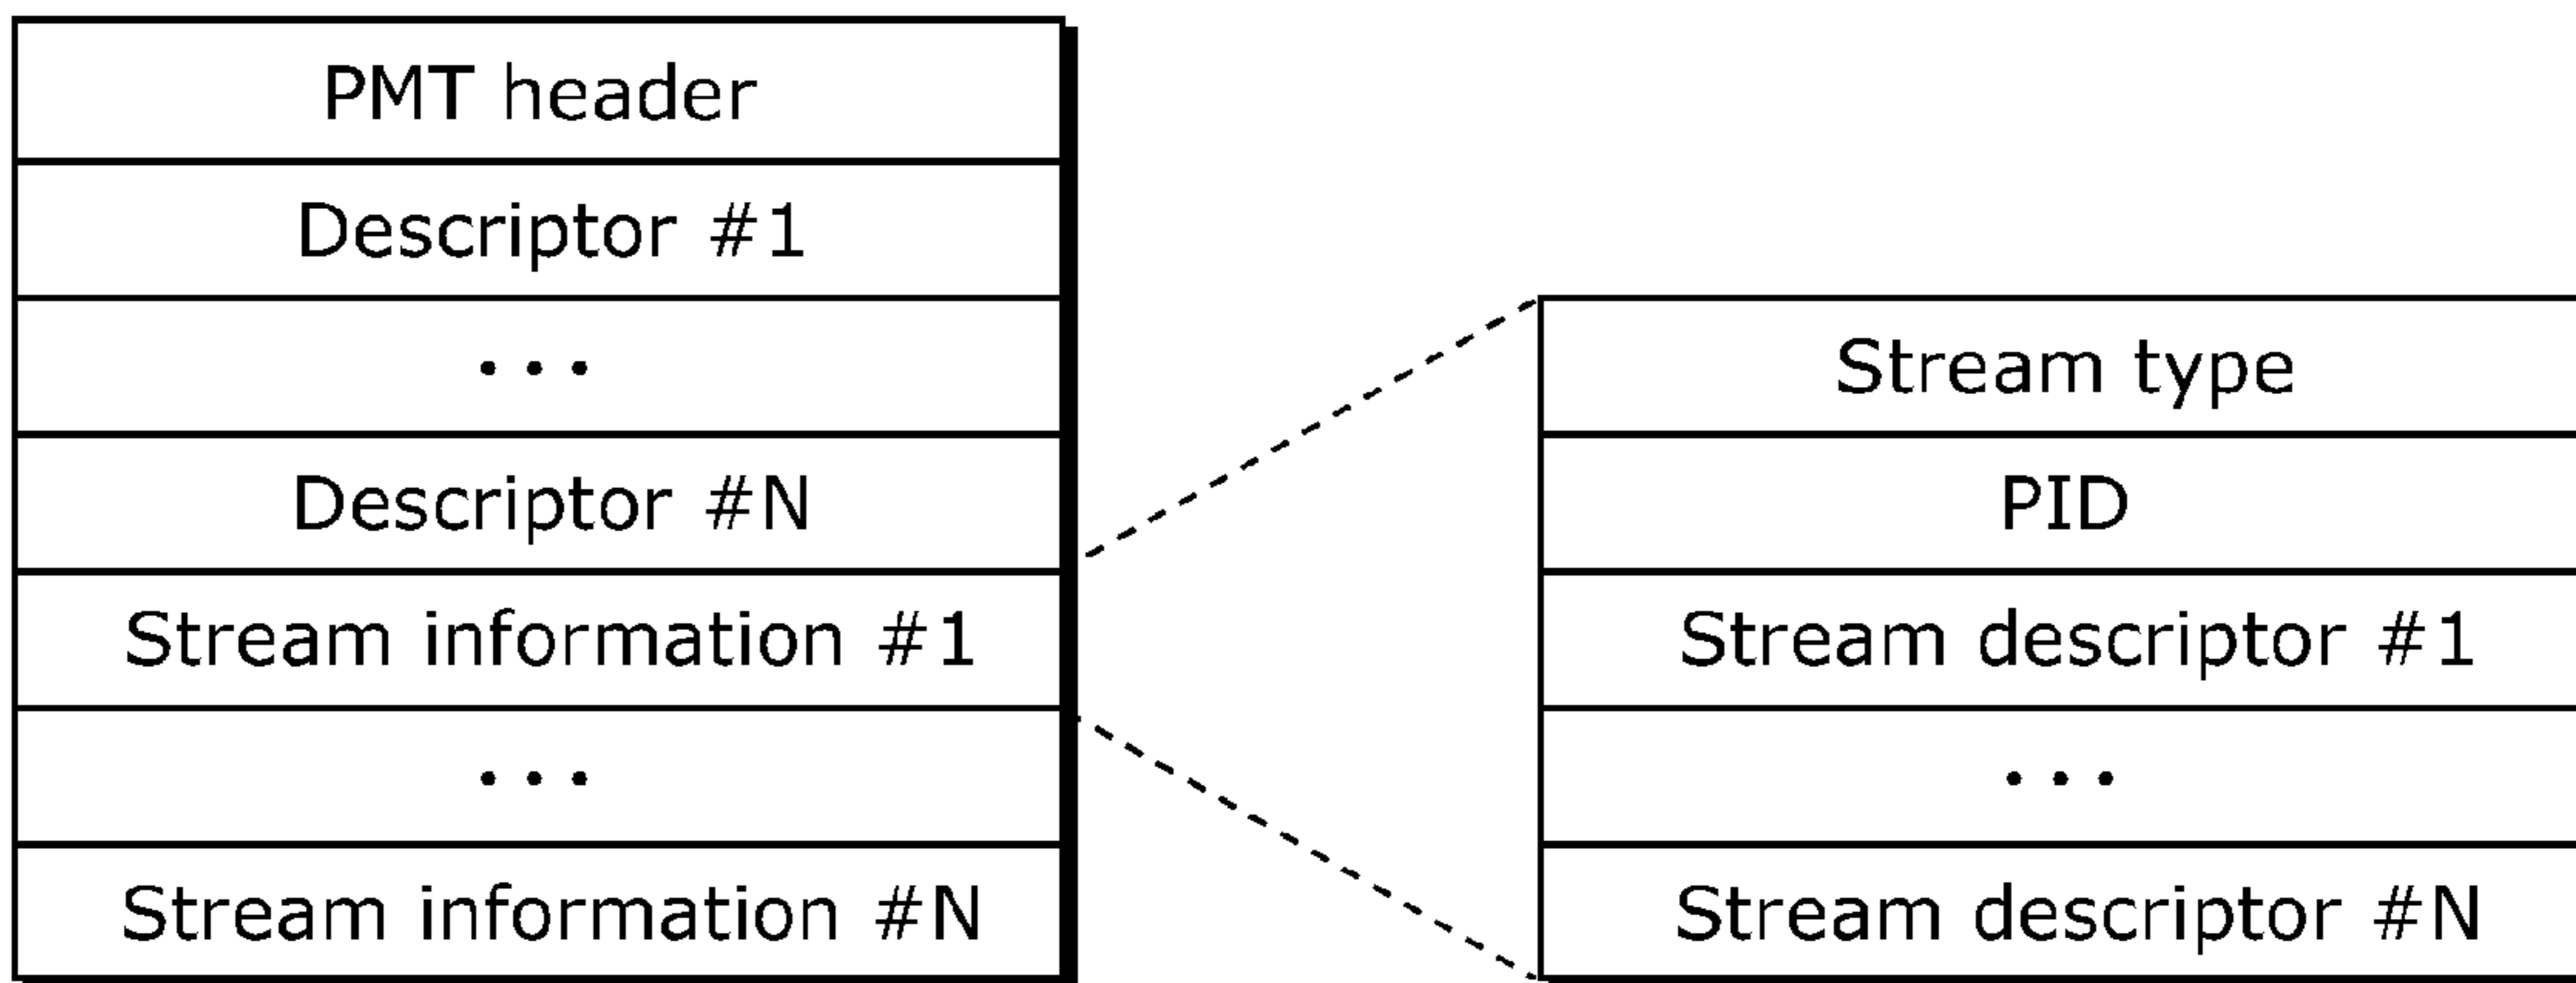 PMT header
Descriptor #1
...
Descriptor #N
Stream information #1
...
Stream information #N
Stream type
PID
Stream descriptor #1
...
Stream descriptor #N